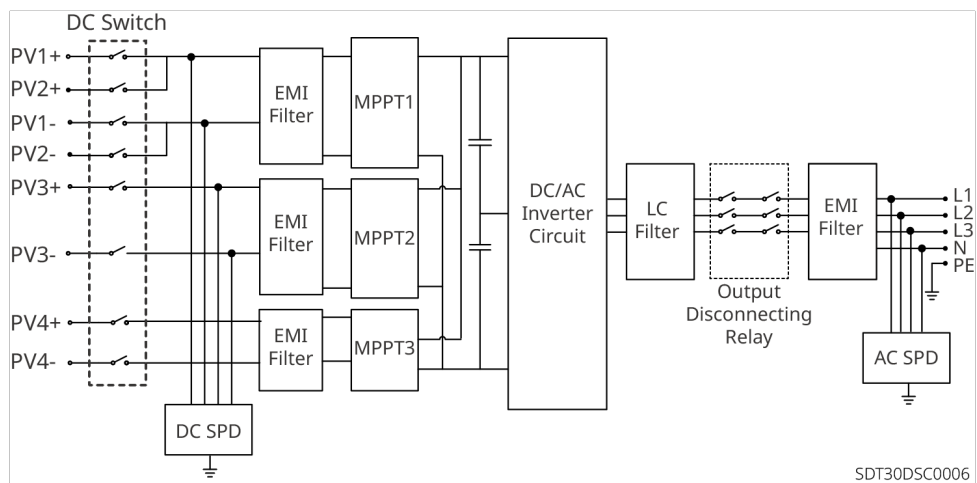 DC Switch
PV1+
PV2+
PV1-
PV2-
PV3+
PV3-
PV4+
PV4-
EMI
Filter
MPPT1
EMI
Filter
MPPT2
EMI
Filter
MPPT3
DC SPD
DC/AC
Inverter
Circuit
LC
Filter
Output
Disconnecting
Relay
EMI
Filter
L1
L2
L3
N
PE
AC SPD
SDT30DSC0006